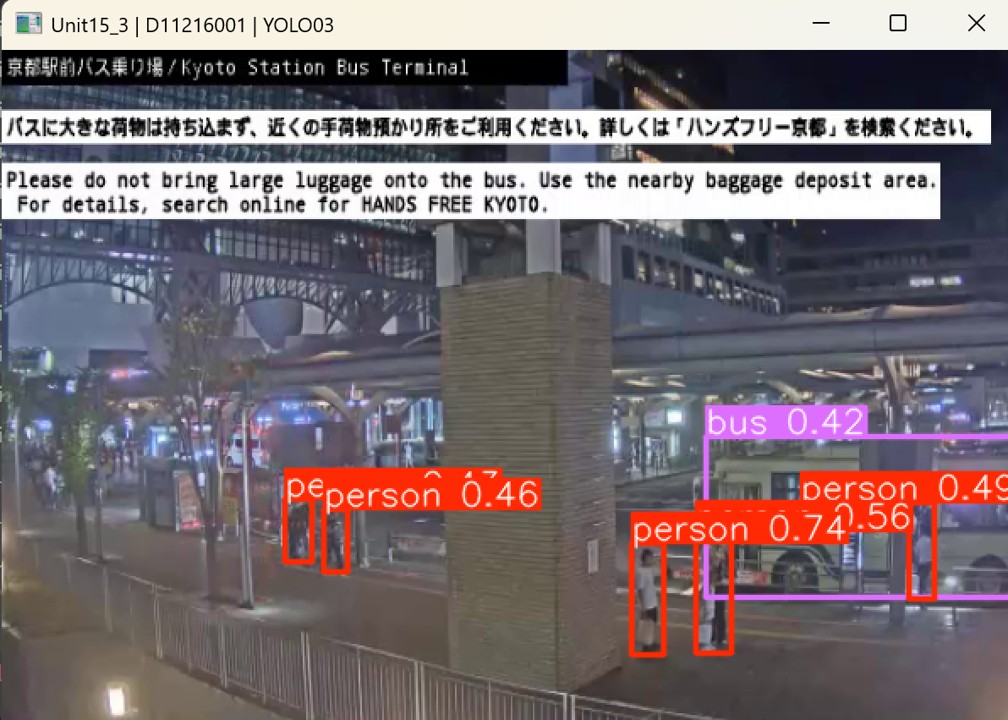 Unit15_3 | D11216001 | YOLO03
京都駅前バス乗り場/Kyoto Station Bus Terminal
バスに大きな荷物は持ち込まず、近くの手荷物預かり所をご利用ください。詳しくは「ハンズフリー京都」を検索ください。
Please do not bring large luggage onto the bus. Use the nearby baggage deposit area.
For details, search online for HANDS FREE KYOTO.
bus 0.42
pe
person 0.46
person 0.49
person 0.74
0.56